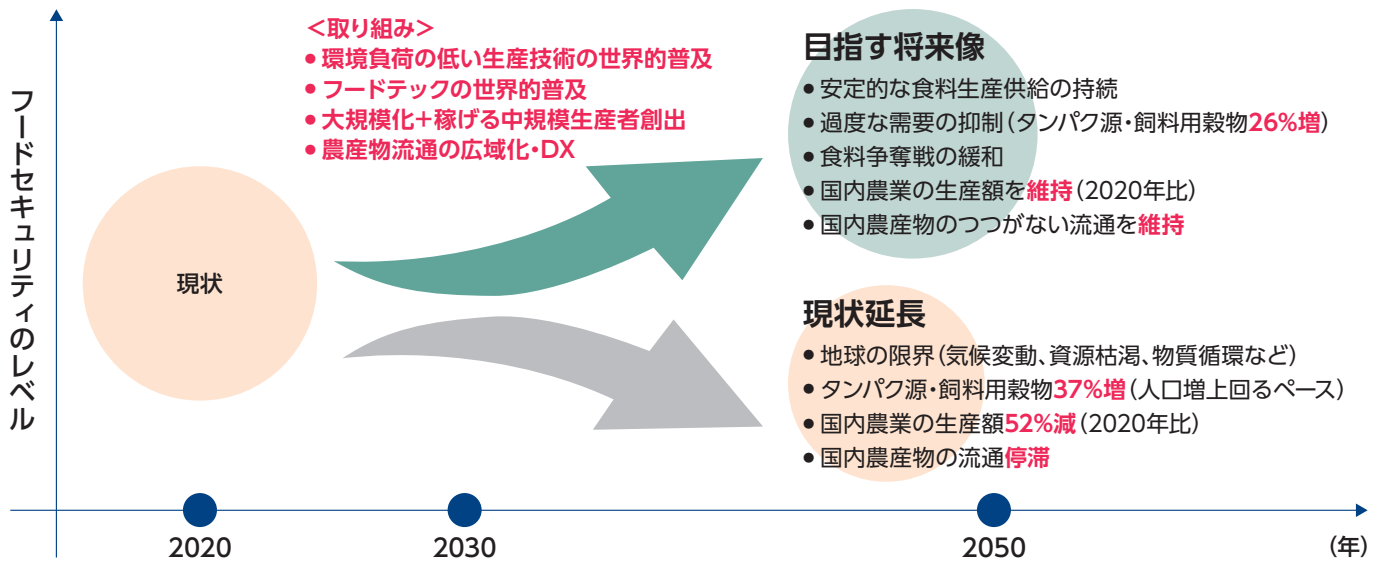 フードセキュリティのレベル
<取り組み>
● 環境負荷の低い生産技術の世界的普及
● フードテックの世界的普及
● 大規模化+稼げる中規模生産者創出
● 農産物流通の広域化・DX
現状
目指す将来像
● 安定的な食料生産供給の持続
● 過度な需要の抑制(タンパク源・飼料用穀物26%増)
● 食料争奪戦の緩和
● 国内農業の生産額を維持(2020年比)
● 国内農産物のつつがない流通を維持
現状延長
● 地球の限界(気候変動、資源枯渇、物質循環など)
● タンパク源・飼料用穀物37%増(人口増上回るペース)
● 国内農業の生産額52%減(2020年比)
● 国内農産物の流通停滞
2020
2030
2050
(年)